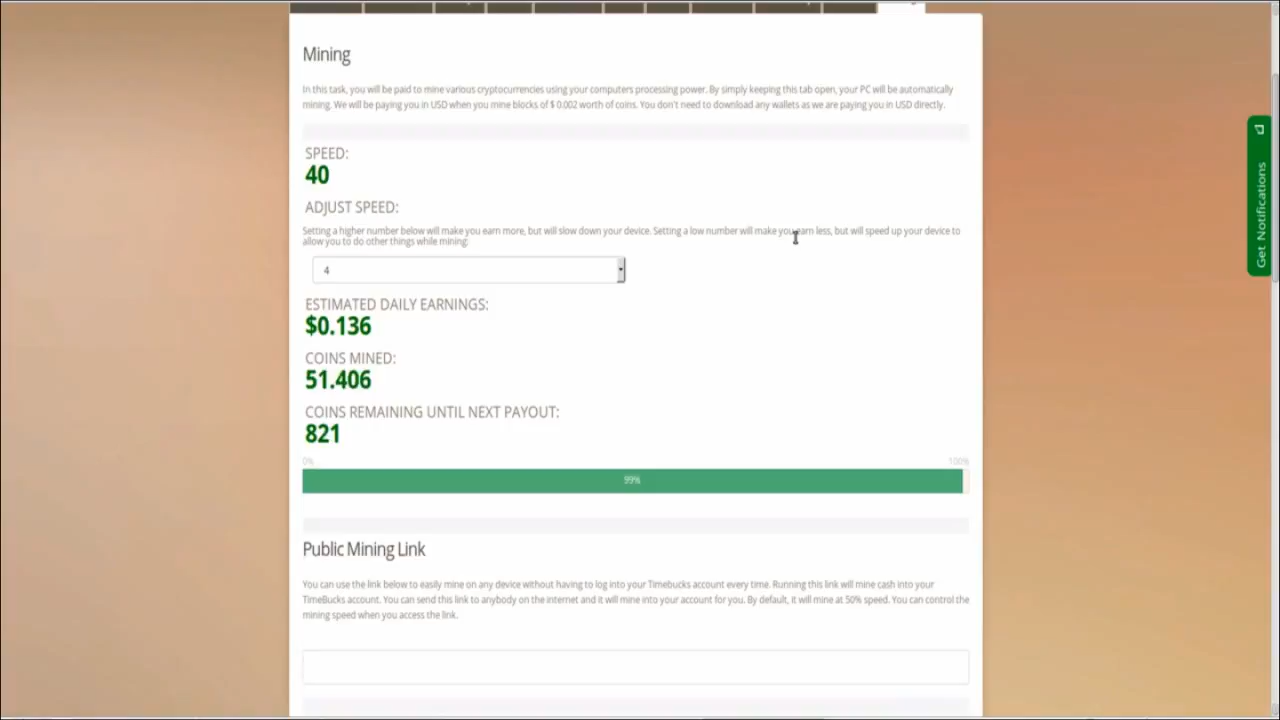 Mining
In this task, you will be paid to mine various cryptocurrencies using your computers processing power. By simply keeping this tab open, your PC will be automatically
mining. We will be paying you in USD when you mine blocks of $ 0.002 worth of coins. You don't need to download any wallets as we are paying you in USD directly.
SPEED:
40
ADJUST SPEED:
Setting a higher number below will make you earn more, but will slow down your device. Setting a low number will make you earn less, but will speed up your device to
allow you to do other things while mining:
4
ESTIMATED DAILY EARNINGS:
$0.136
COINS MINED:
51.406
COINS REMAINING UNTIL NEXT PAYOUT:
821
0% 100%
99%
Public Mining Link
You can use the link below to easily mine on any device without having to log into your Timebucks account every time. Running this link will mine cash into your
TimeBucks account. You can send this link to anybody on the internet and it will mine into your account for you. By default, it will mine at 50% speed. You can control the
mining speed when you access the link.
Get Notifications